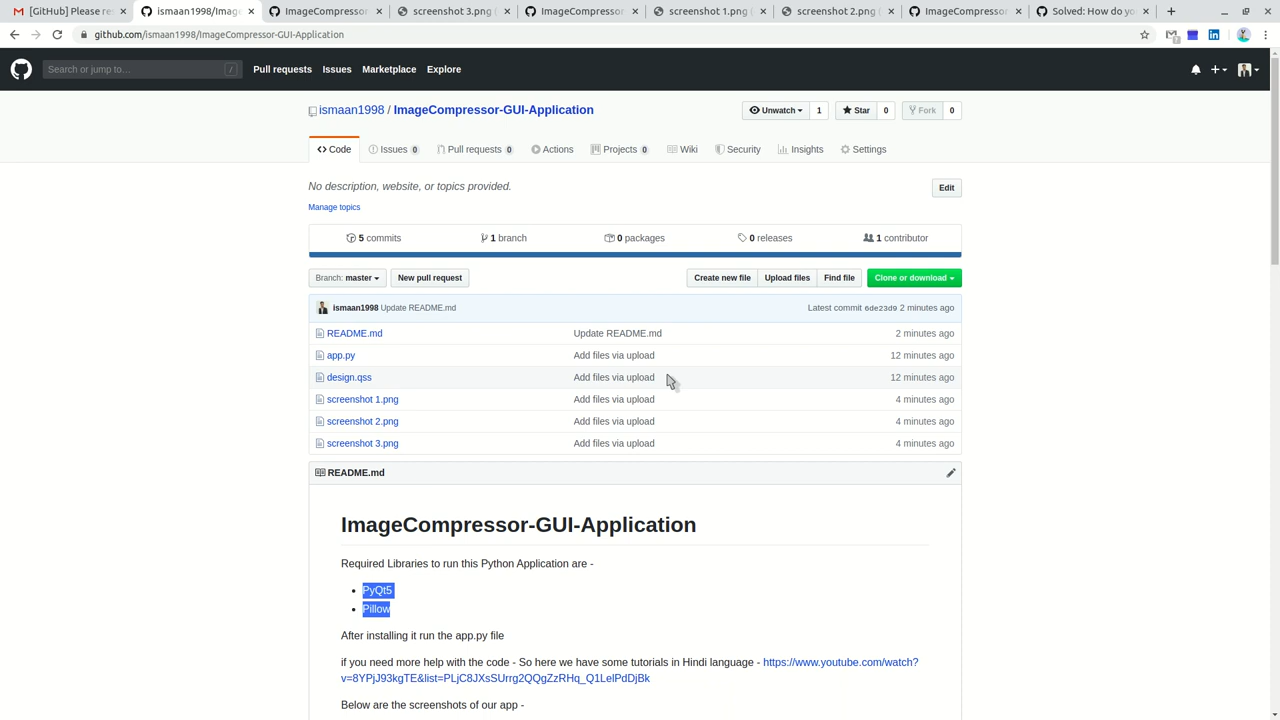 [GitHub] Please re
ismaan1998/Imag
ImageCompressor
screenshot 3.png (
ImageCompressor
screenshot 1.png (
screenshot 2.png (
ImageCompressor
Solved: How do yo
github.com/ismaan1998/ImageCompressor-GUI-Application
Search or jump to…
/
Pull requests Issues Marketplace Explore
ismaan1998 / ImageCompressor-GUI-Application
Unwatch 1 Star 0 Fork 0
Code Issues 0 Pull requests 0 Actions Projects 0 Wiki Security Insights Settings
No description, website, or topics provided.
Edit
Manage topics
5 commits 1 branch 0 packages 0 releases 1 contributor
Branch: master New pull request Create new file Upload files Find file Clone or download
ismaan1998 Update README.md Latest commit 6de23d9 2 minutes ago
README.md Update README.md 2 minutes ago
app.py Add files via upload 12 minutes ago
design.qss Add files via upload 12 minutes ago
screenshot 1.png Add files via upload 4 minutes ago
screenshot 2.png Add files via upload 4 minutes ago
screenshot 3.png Add files via upload 4 minutes ago
README.md
ImageCompressor-GUI-Application
Required Libraries to run this Python Application are -
• PyQt5
• Pillow
After installing it run the app.py file
if you need more help with the code - So here we have some tutorials in Hindi language - https://www.youtube.com/watch?
v=8YPjJ93kgTE&list=PLjC8JXsSUrrg2QQgZzRHq_Q1LelPdDjBk
Below are the screenshots of our app -